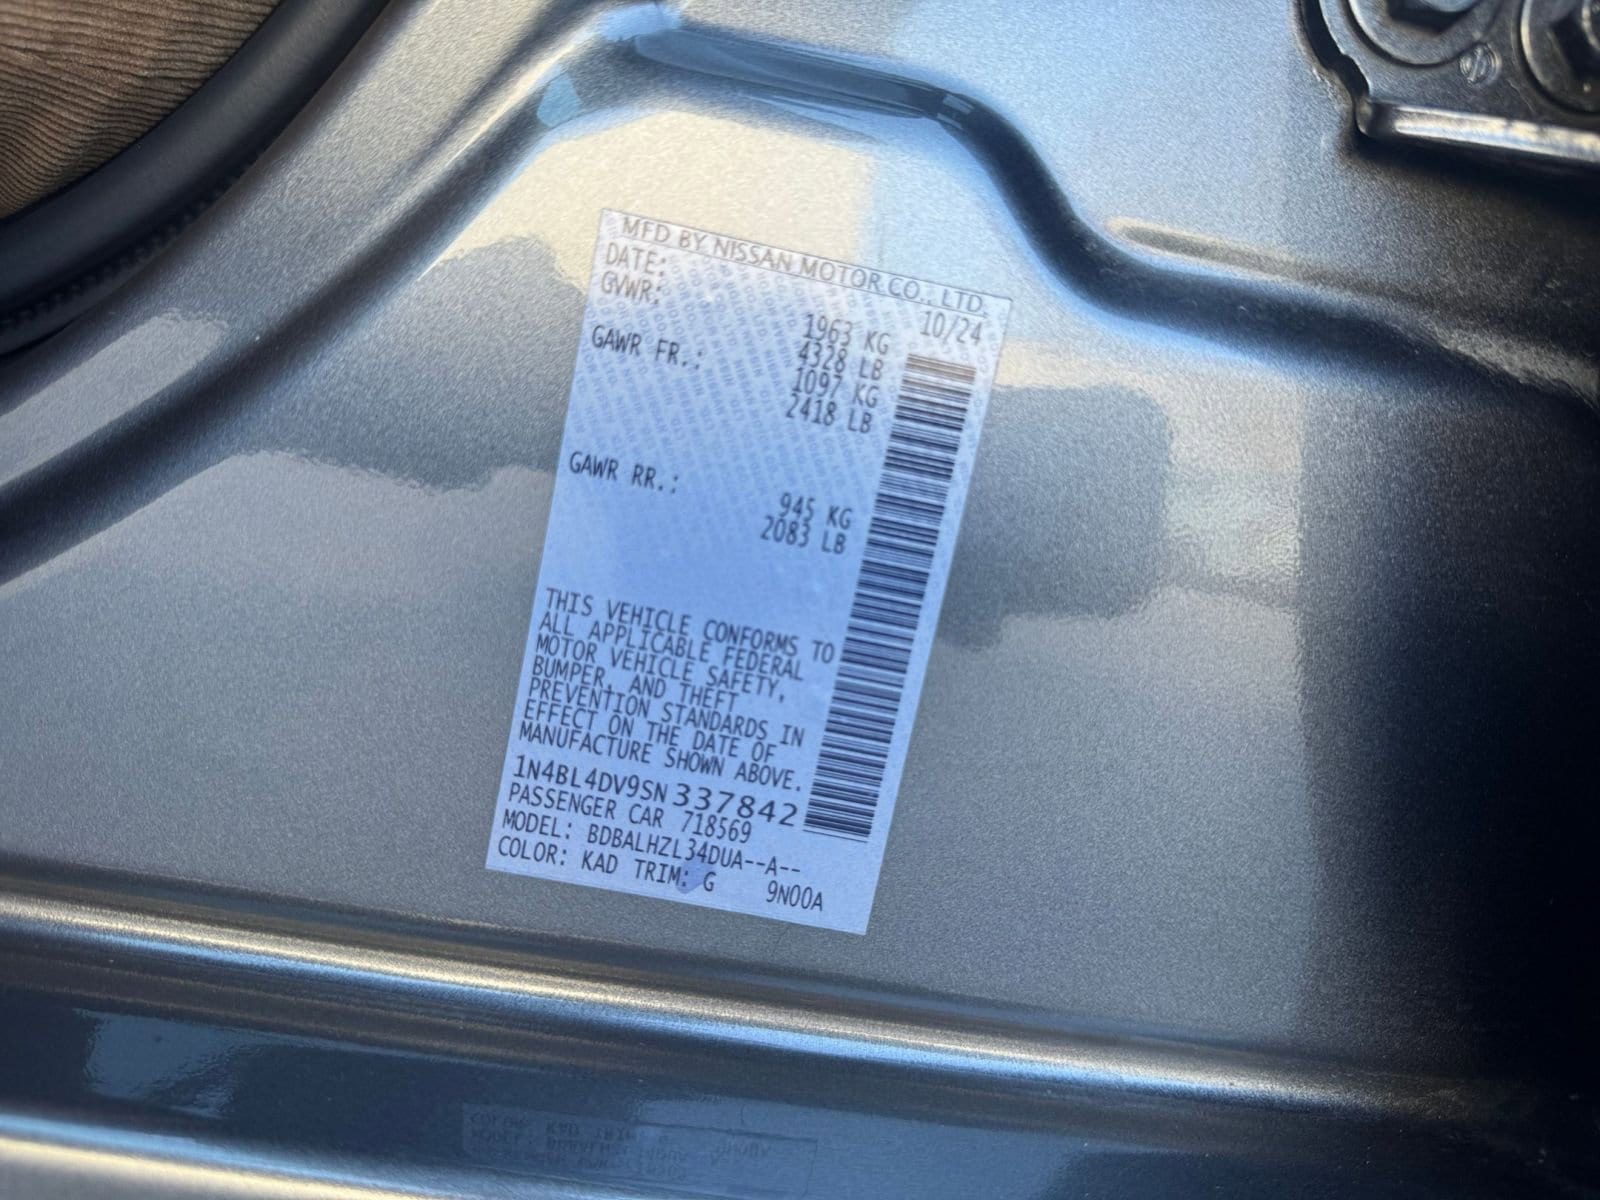 MFD BY NISSAN MOTOR CO., LTD.
DATE: 10/24
GVWR: 1963 KG
4328 LB
GAWR FR.: 1097 KG
2418 LB
GAWR RR.: 945 KG
2083 LB
THIS VEHICLE CONFORMS TO
ALL APPLICABLE FEDERAL
MOTOR VEHICLE SAFETY,
BUMPER, AND THEFT
PREVENTION STANDARDS IN
EFFECT ON THE DATE OF
MANUFACTURE SHOWN ABOVE.
1N4BL4DV9SN337842
PASSENGER CAR 718569
MODEL: BDBALHZL34DUA--A--
COLOR: KAD TRIM: G 9N00A